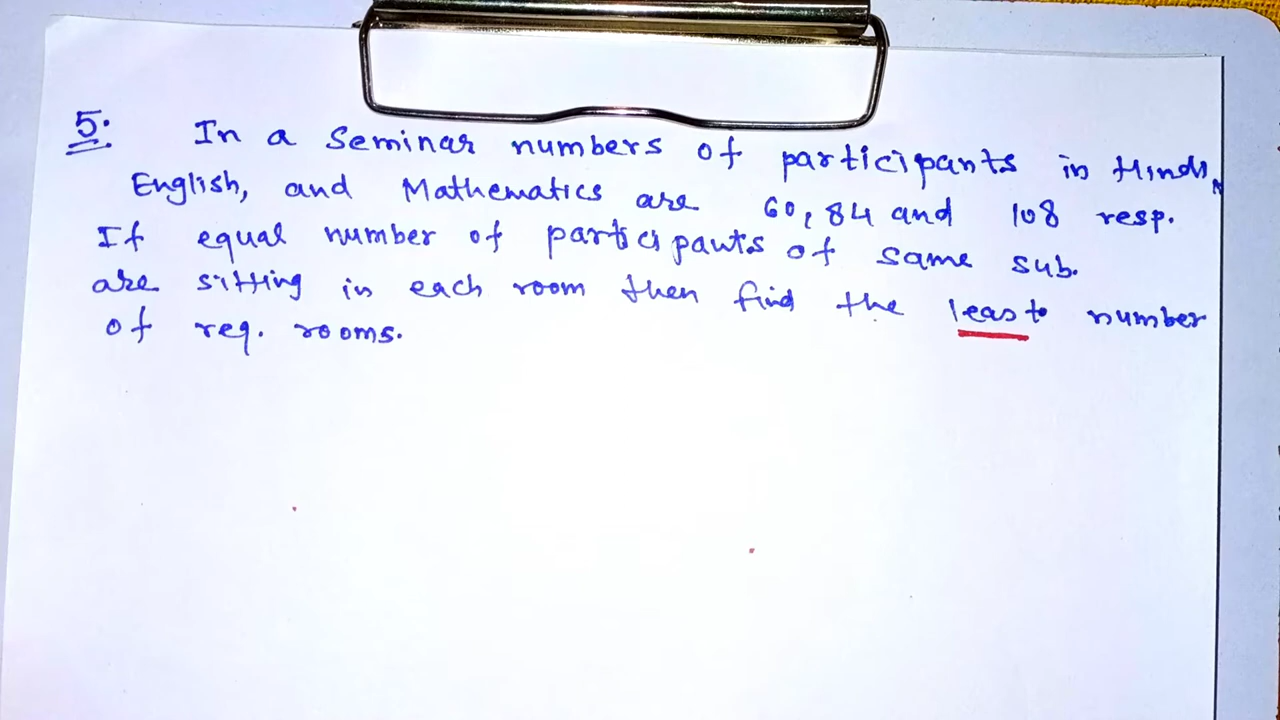 5. In a Seminar numbers of participants in Hindi,
English, and Mathematics are 60, 84 and 108 resp.
If equal number of participants of same sub.
are sitting in each room then find the least number
of req. rooms.